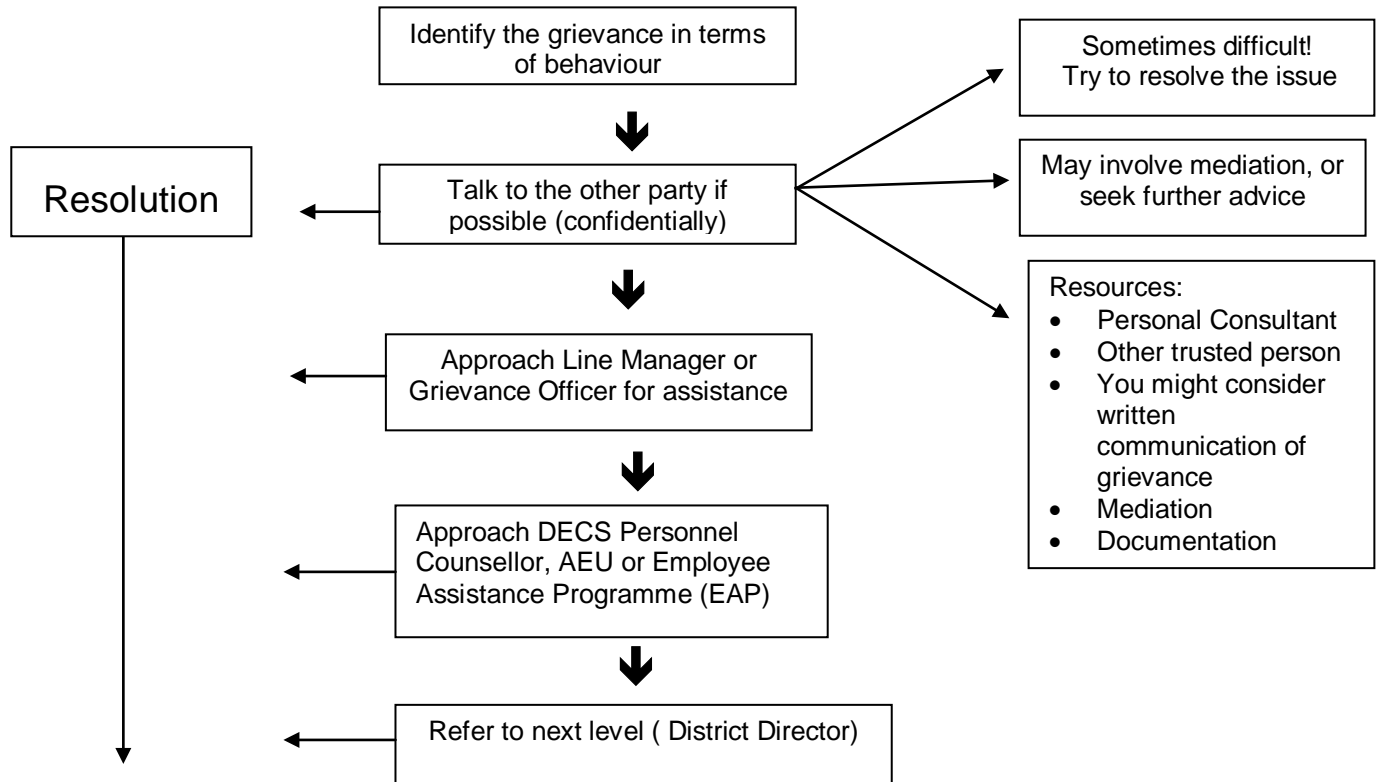 Identify the grievance in terms
of behaviour
Sometimes difficult!
Try to resolve the issue
Resolution
Talk to the other party if
possible (confidentially)
May involve mediation, or
seek further advice
Resources:
• Personal Consultant
• Other trusted person
• You might consider
written
communication of
grievance
• Mediation
• Documentation
Approach Line Manager or
Grievance Officer for assistance
Approach DECS Personnel
Counsellor, AEU or Employee
Assistance Programme (EAP)
Refer to next level ( District Director)